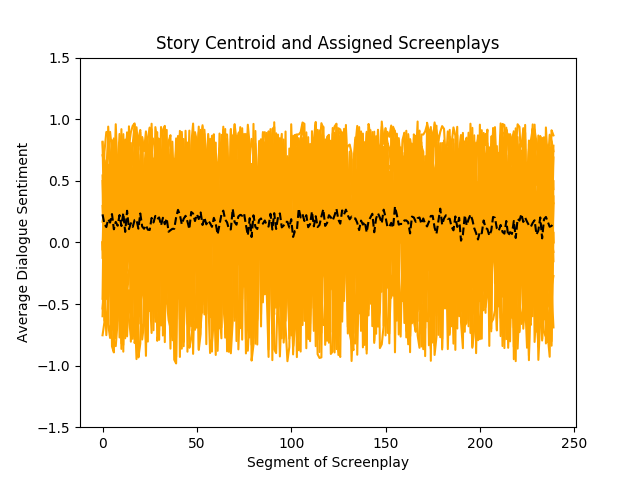 Story Centroid and Assigned Screenplays
1.5
1.0
0.5
0.0
−0.5
−1.0
−1.5
Average Dialogue Sentiment
0 50 100 150 200 250
Segment of Screenplay